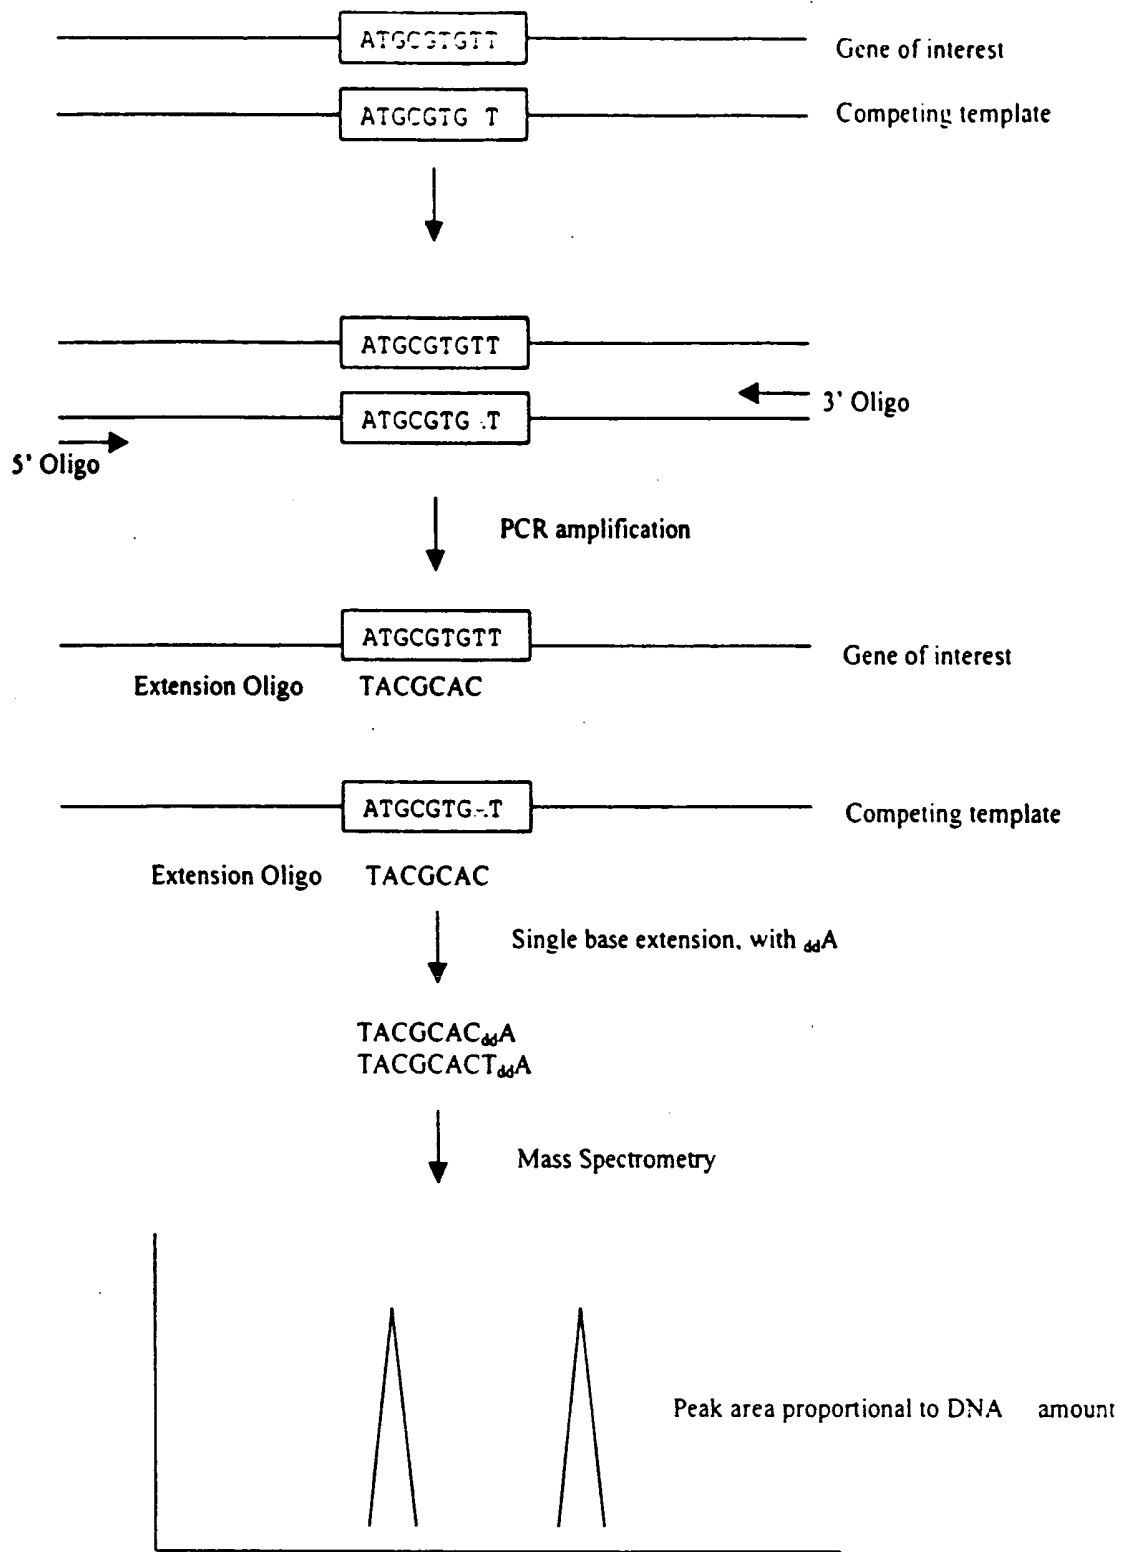 ATGCGTGTT
Gene of interest
ATGCGTG T
Competing template
ATGCGTGTT
ATGCGTG T
3' Oligo
5' Oligo
PCR amplification
ATGCGTGTT
Gene of interest
Extension Oligo TACGCAC
ATGCGTG T
Competing template
Extension Oligo TACGCAC
Single base extension, with ddA
TACGCACddA
TACGCACTddA
Mass Spectrometry
Peak area proportional to DNA amount